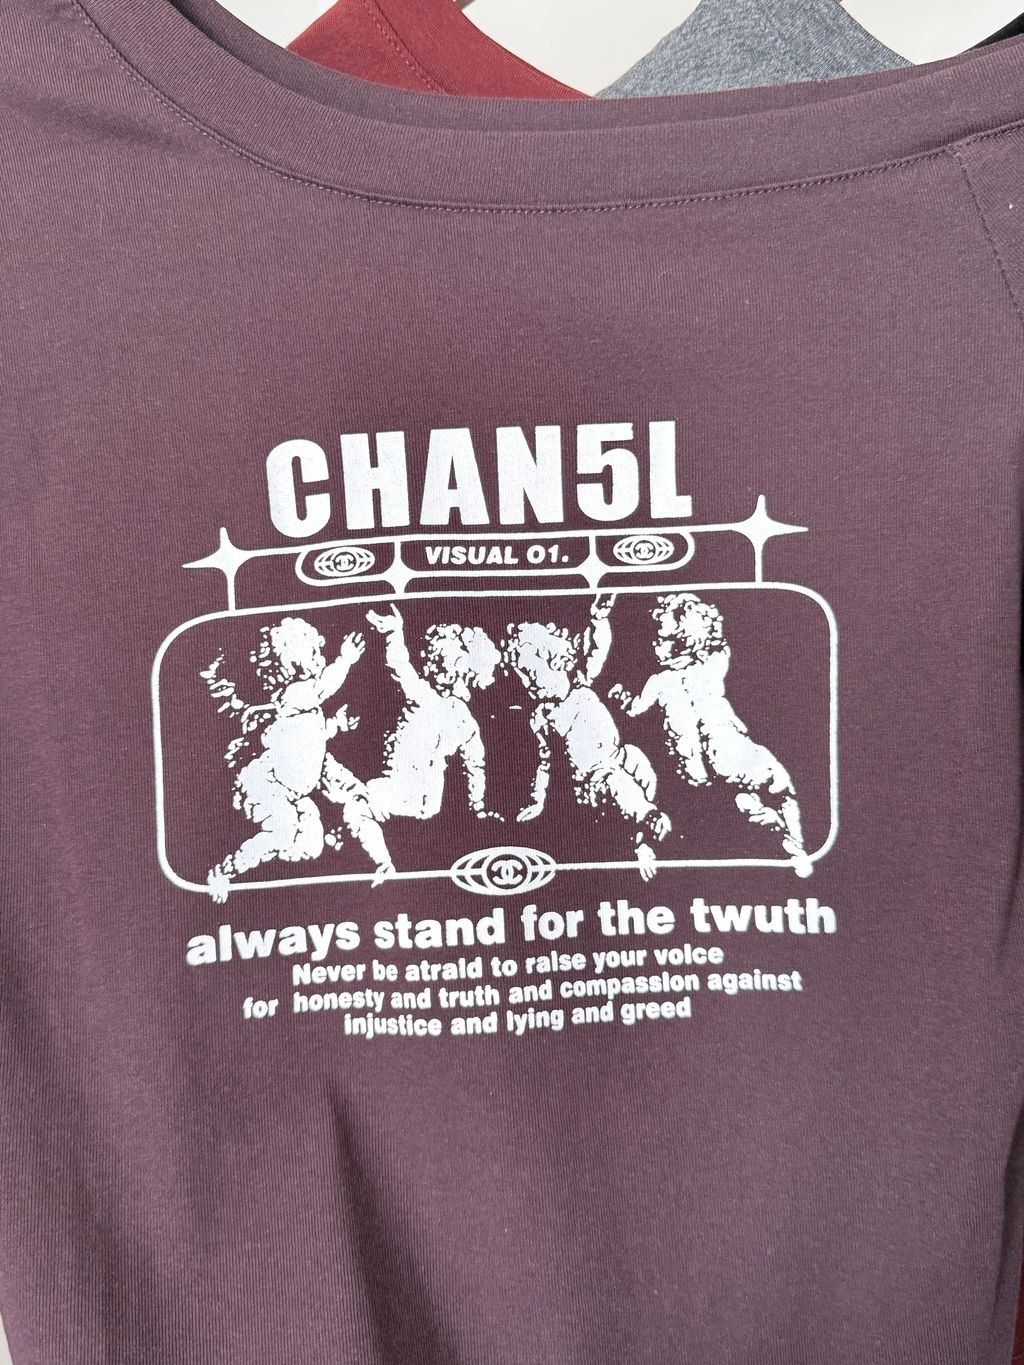 CHAN5L
VISUAL 01.
always stand for the twuth
Never be atraid to raise your voice
for honesty and truth and compassion against
injustice and lying and greed